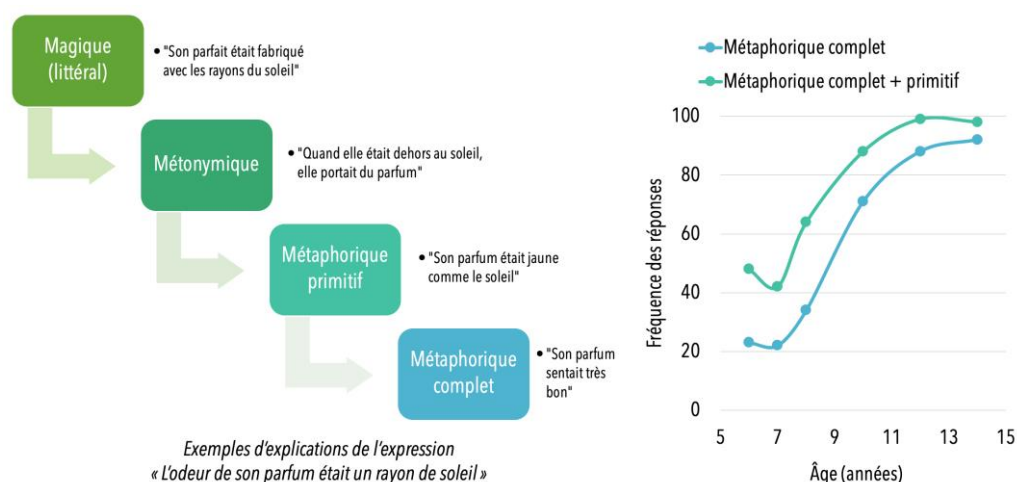 Magique
(littéral)
• "Son parfait était fabriqué
avec les rayons du soleil"
Métonymique
• "Quand elle était dehors au soleil,
elle portait du parfum"
Métaphorique
primitif
• "Son parfum était jaune
comme le soleil"
Métaphorique
complet
• "Son parfum
sentait très
bon"
Exemples d'explications de l'expression
« L'odeur de son parfum était un rayon de soleil »
Métaphorique complet
Métaphorique complet + primitif
Fréquence des réponses
100
80
60
40
20
0
5 7 9 11 13 15
Âge (années)